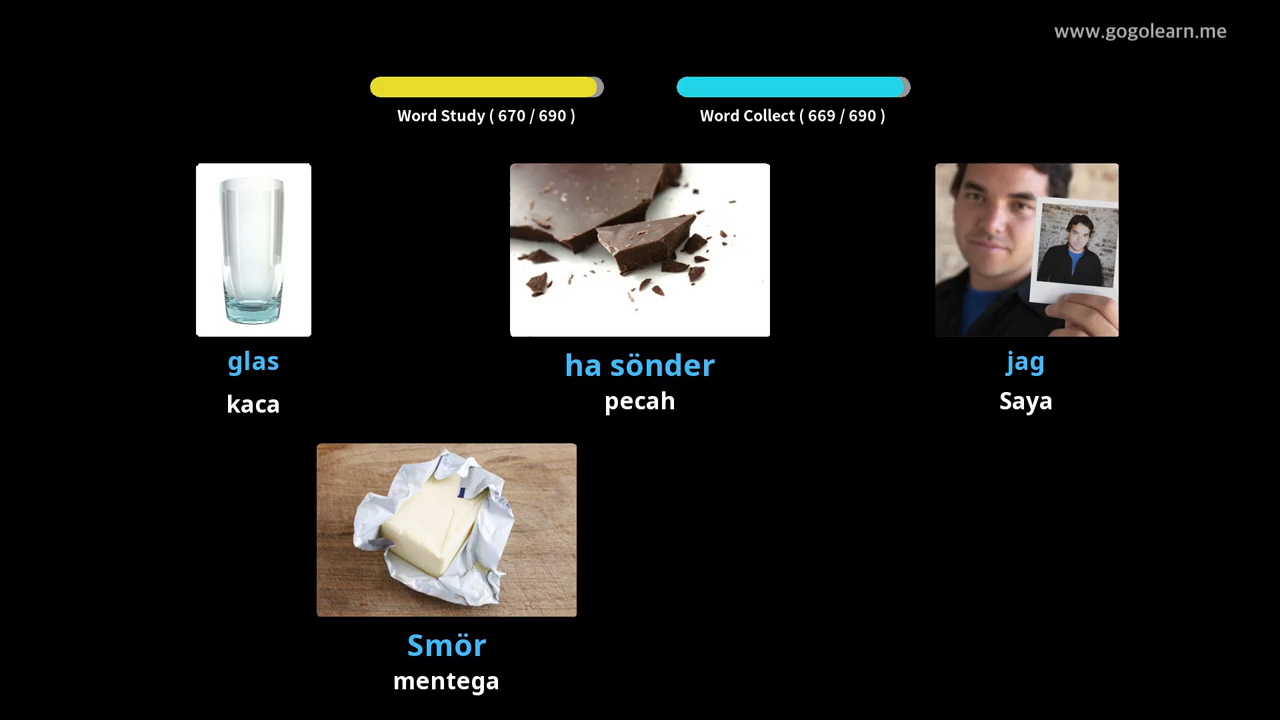 www.gogolearn.me
Word Study ( 670 / 690 )
Word Collect ( 669 / 690 )
glas
kaca
ha sönder
pecah
jag
Saya
Smör
mentega